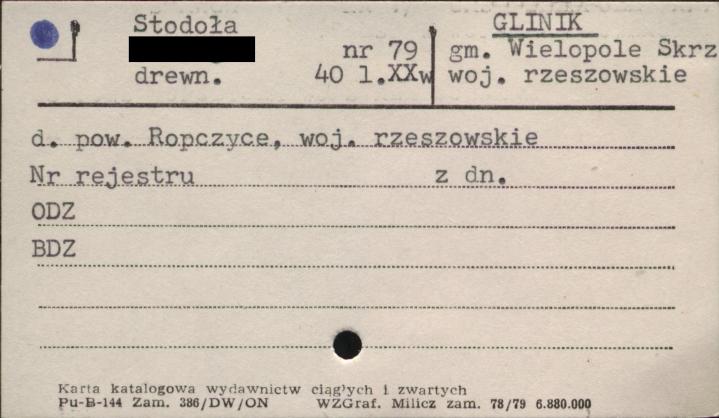 Stodoła
GLINIK
nr 79
gm. Wielopole Skrz
drewn. 40 l.XXw
woj. rzeszowskie
d. pow. Ropczyce, woj. rzeszowskie
Nr rejestru z dn.
ODZ
BDZ
Karta katalogowa wydawnictw ciągłych i zwartych
Pu-B-144 Zam. 386/DW/ON WZGraf. Milicz zam. 78/79 6.880.000